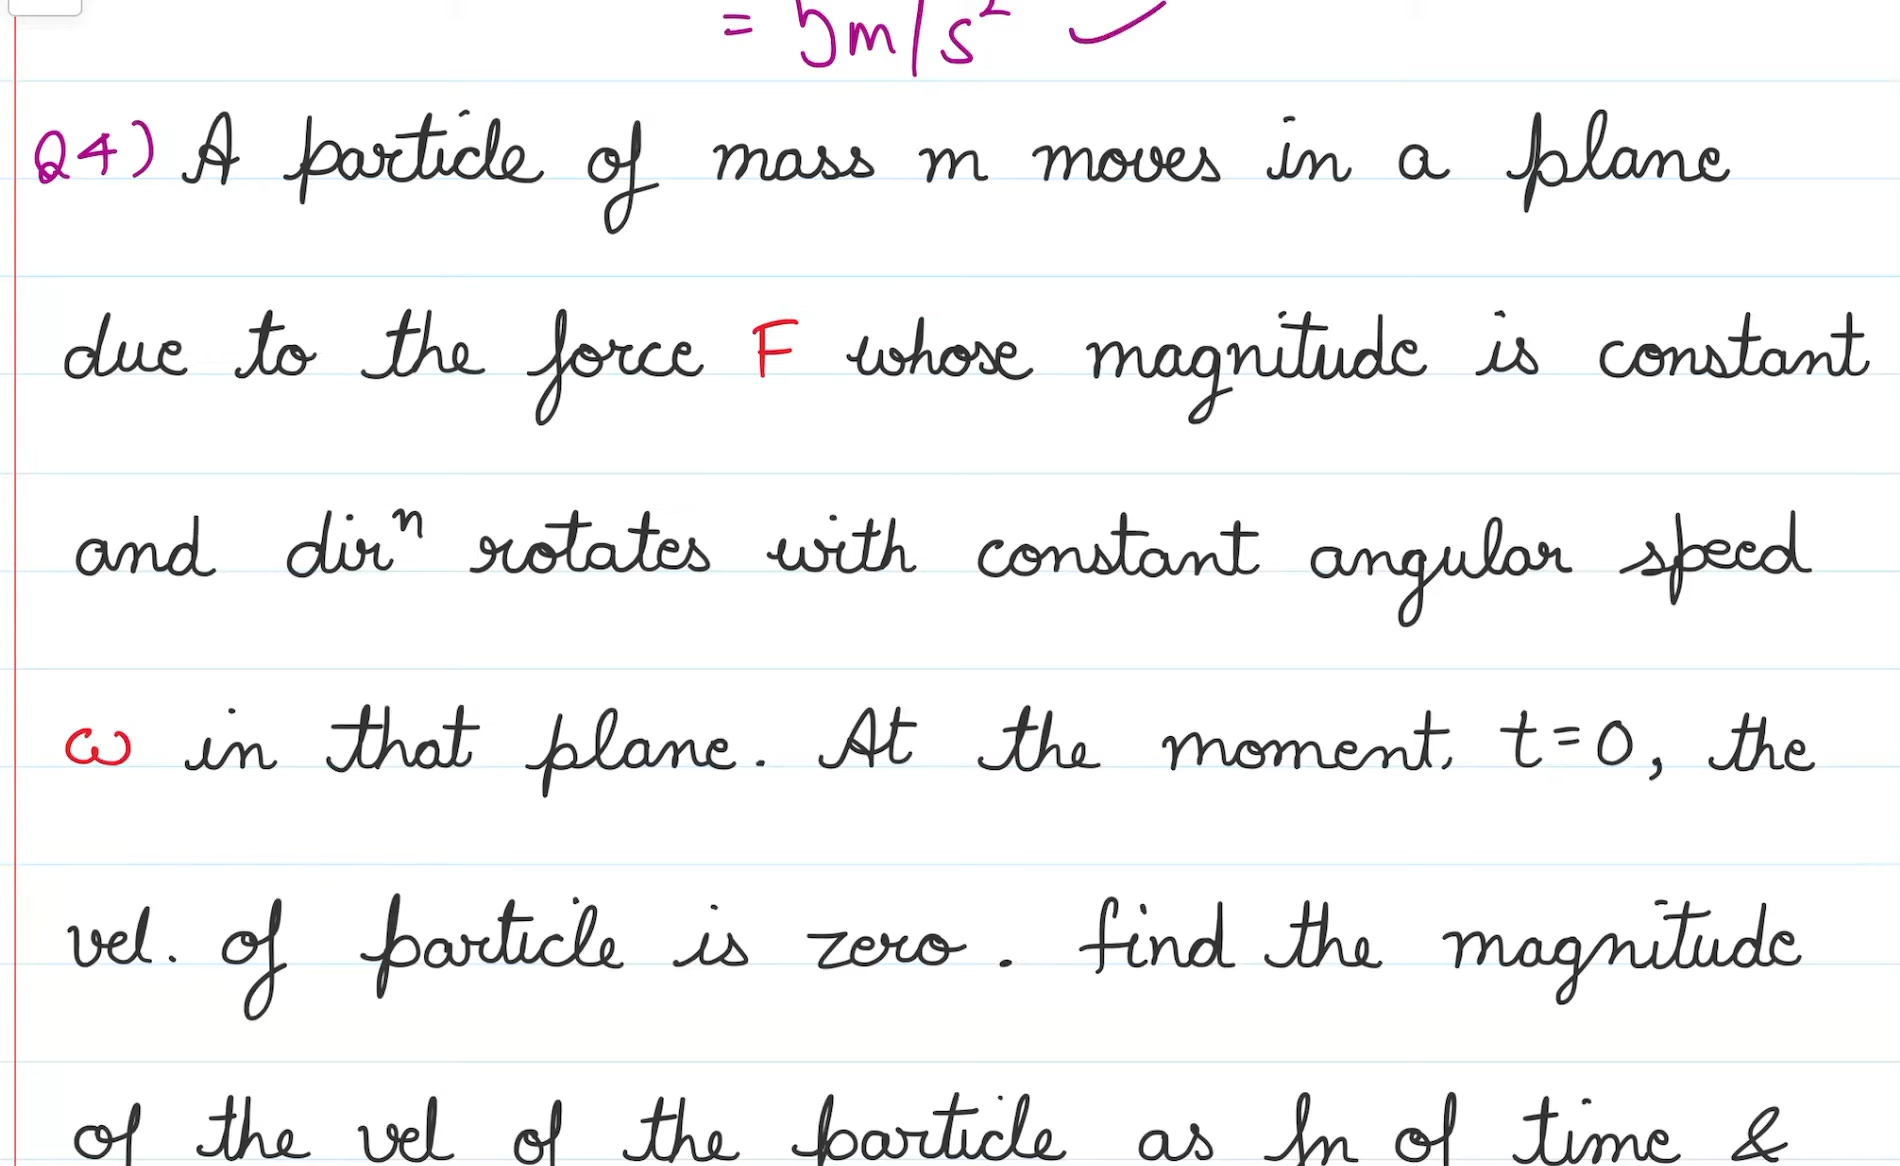 = 5m/s²
Q4) A particle of mass m moves in a plane
due to the force F whose magnitude is constant
and dirⁿ rotates with constant angular speed
ω in that plane. At the moment, t=0, the
vel. of particle is zero. find the magnitude
of the vel of the particle as fn of time &